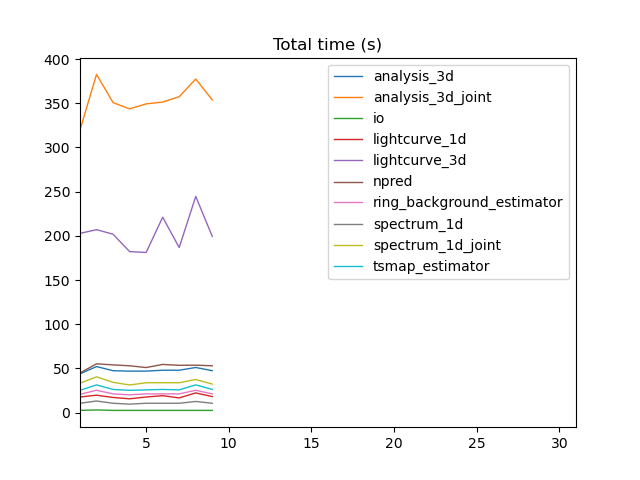 Total time (s)
400
350
300
250
200
150
100
50
0
5 10 15 20 25 30
analysis_3d
analysis_3d_joint
io
lightcurve_1d
lightcurve_3d
npred
ring_background_estimator
spectrum_1d
spectrum_1d_joint
tsmap_estimator